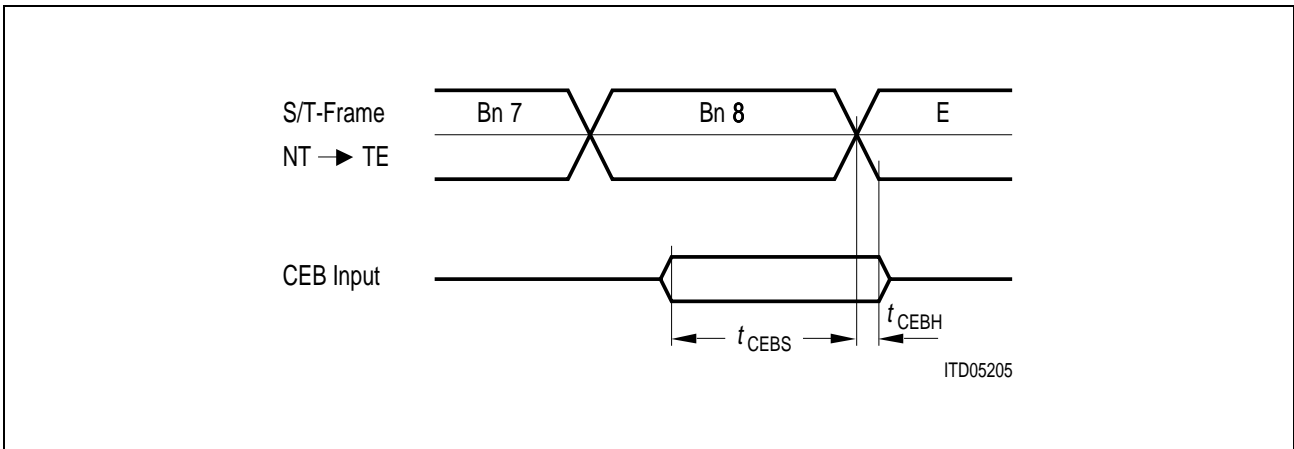 S/T-Frame Bn 7 Bn 8 E
NT → TE
CEB Input
t CEBS t CEBH
ITD05205